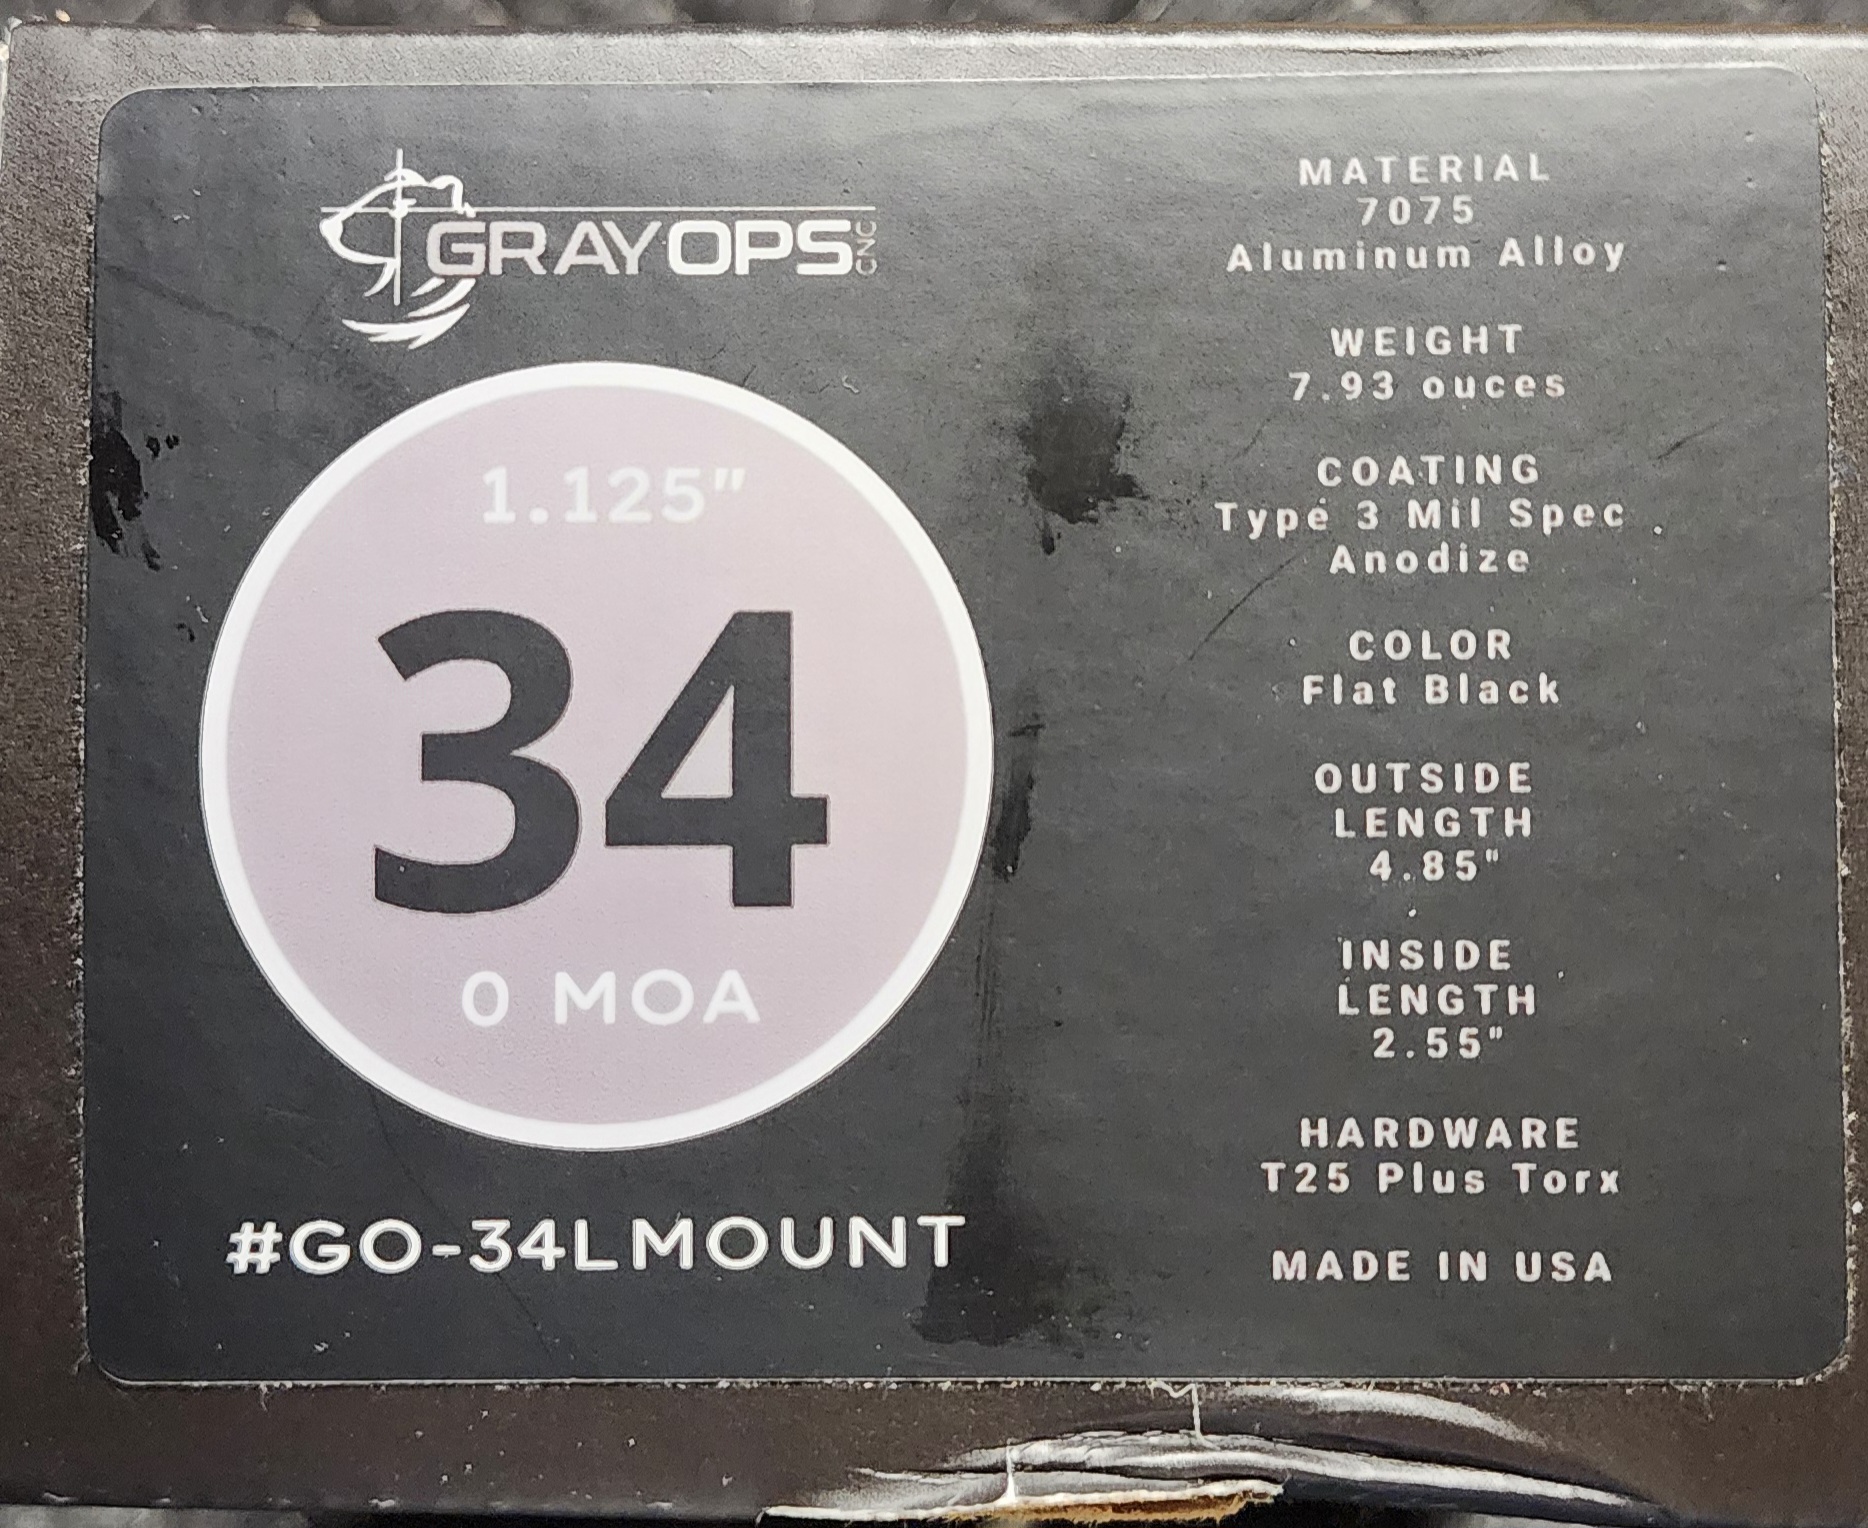 GRAYOPS CNC
1.125"
34
0 MOA
#GO-34LMOUNT
MATERIAL
7075
Aluminum Alloy
WEIGHT
7.93 ouces
COATING
Type 3 Mil Spec
Anodize
COLOR
Flat Black
OUTSIDE
LENGTH
4.85"
INSIDE
LENGTH
2.55"
HARDWARE
T25 Plus Torx
MADE IN USA